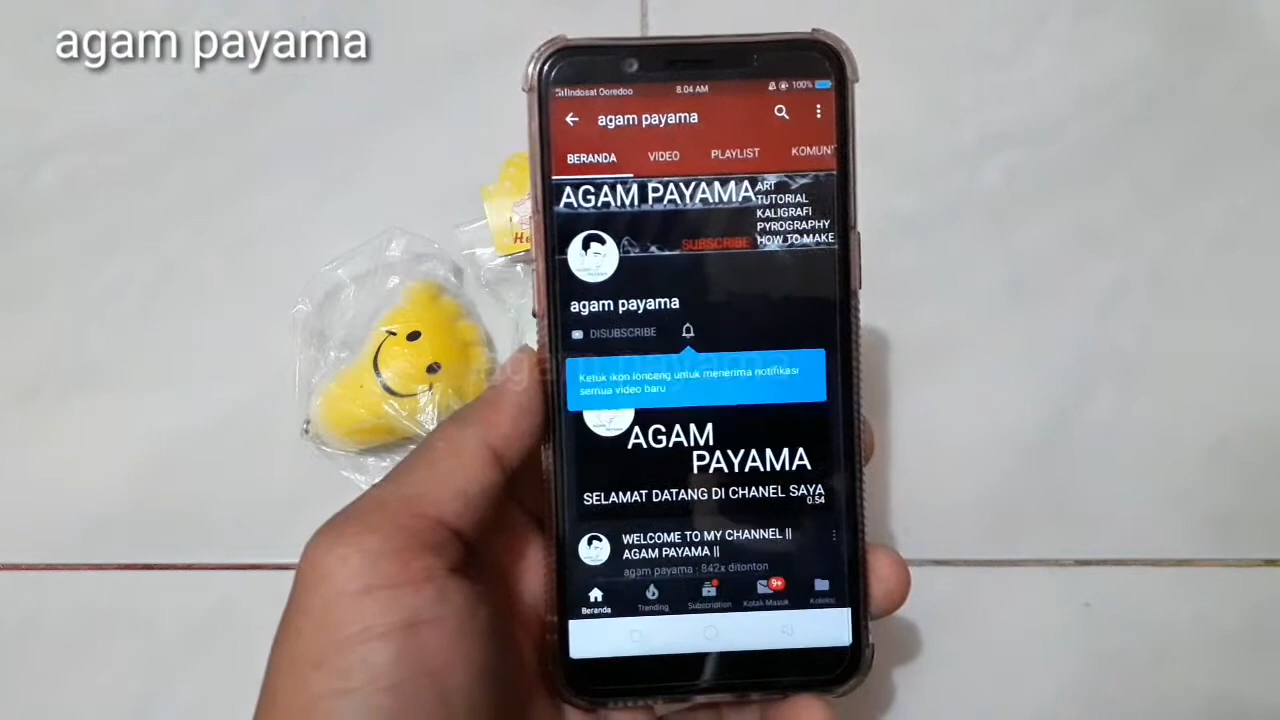 agam payama
Indosat Ooredoo 8.04 AM 100%
agam payama
BERANDA VIDEO PLAYLIST KOMUNI
AGAM PAYAMA
ART
TUTORIAL
KALIGRAFI
PYROGRAPHY
HOW TO MAKE
SUBSCRIBE
agam payama
DISUBSCRIBE
agam payama
Ketuk ikon lonceng untuk menerima notifikasi
semua video baru
AGAM
PAYAMA
SELAMAT DATANG DI CHANEL SAYA
0.54
WELCOME TO MY CHANNEL ||
AGAM PAYAMA ||
agam payama : 842x ditonton
9+
Beranda Trending Subscription Kotak Masuk Koleksi